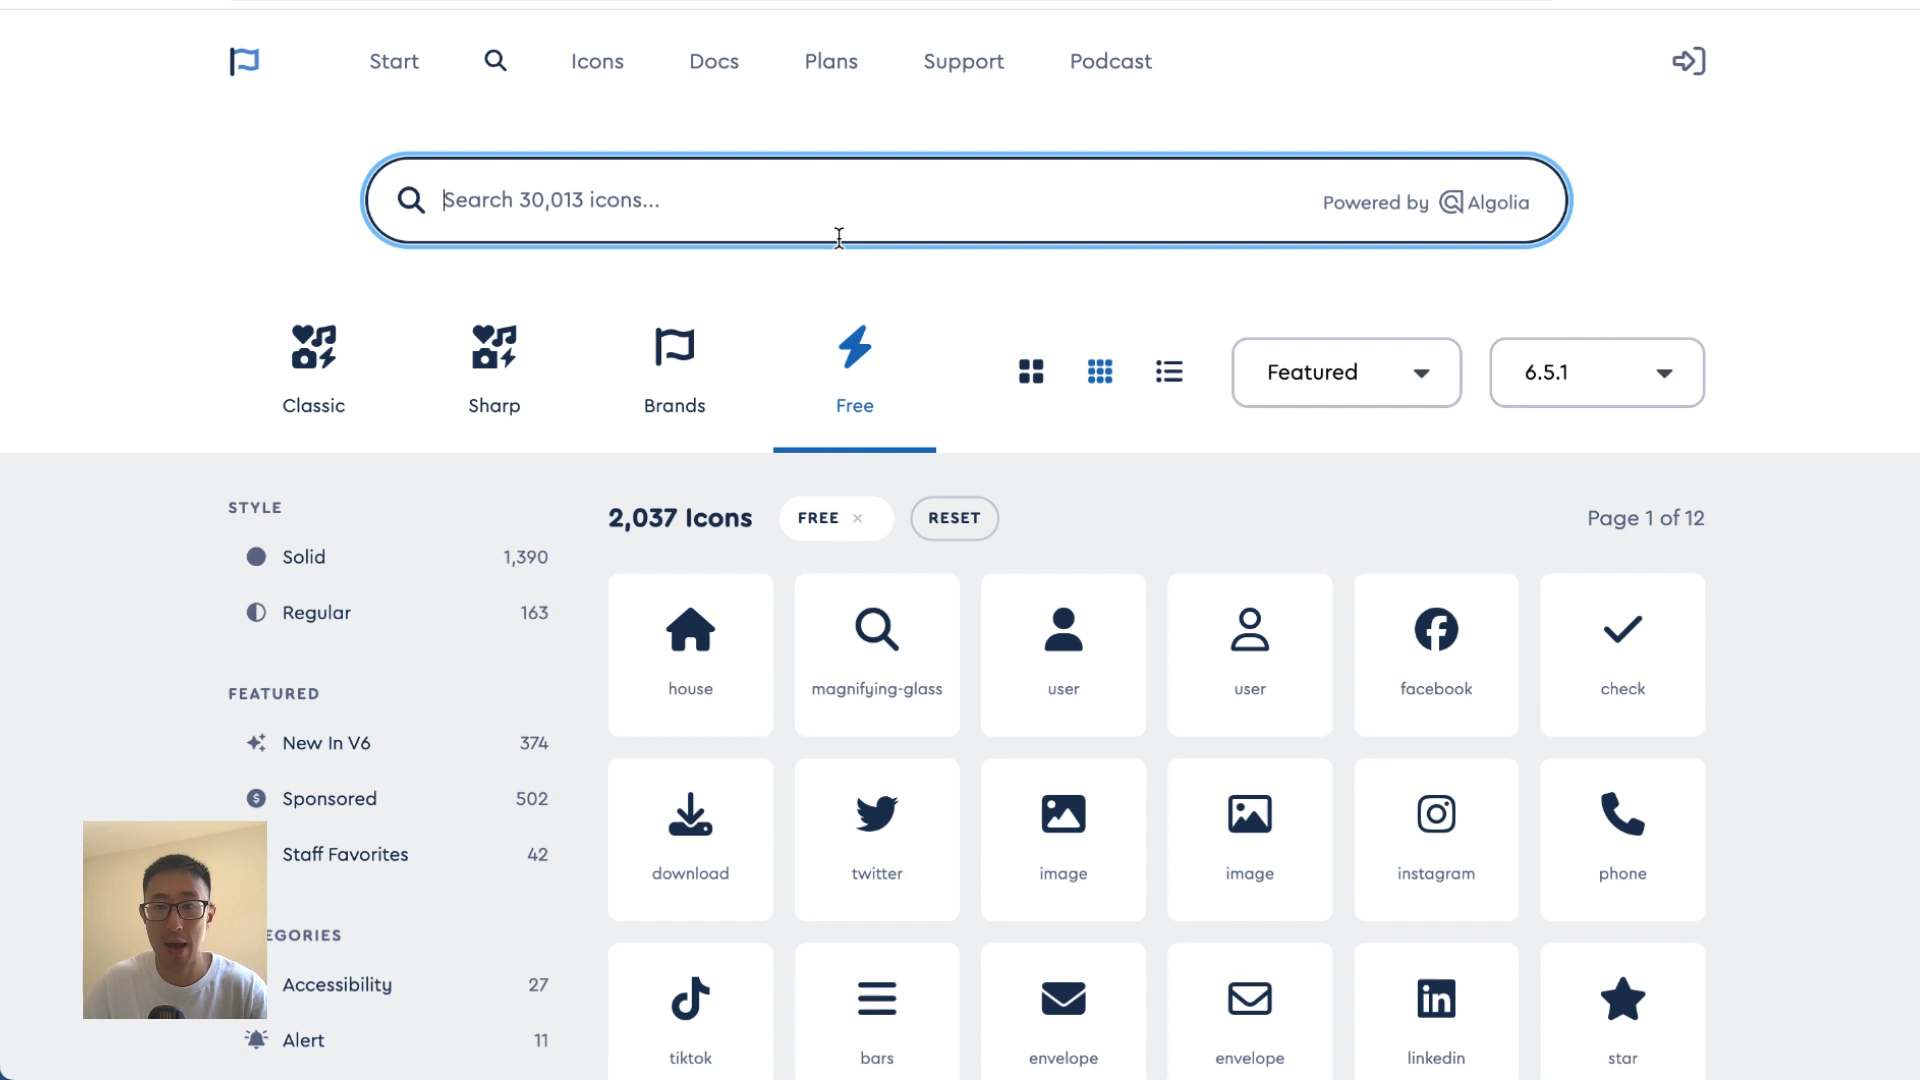 Start Icons Docs Plans Support Podcast
Search 30,013 icons... Powered by Algolia
Classic Sharp Brands Free Featured 6.5.1
STYLE
Solid 1,390
Regular 163
FEATURED
New In V6 374
Sponsored 502
Staff Favorites 42
EGORIES
Accessibility 27
Alert 11
2,037 Icons FREE × RESET Page 1 of 12
house magnifying-glass user user facebook check
download twitter image image instagram phone
tiktok bars envelope envelope linkedin star